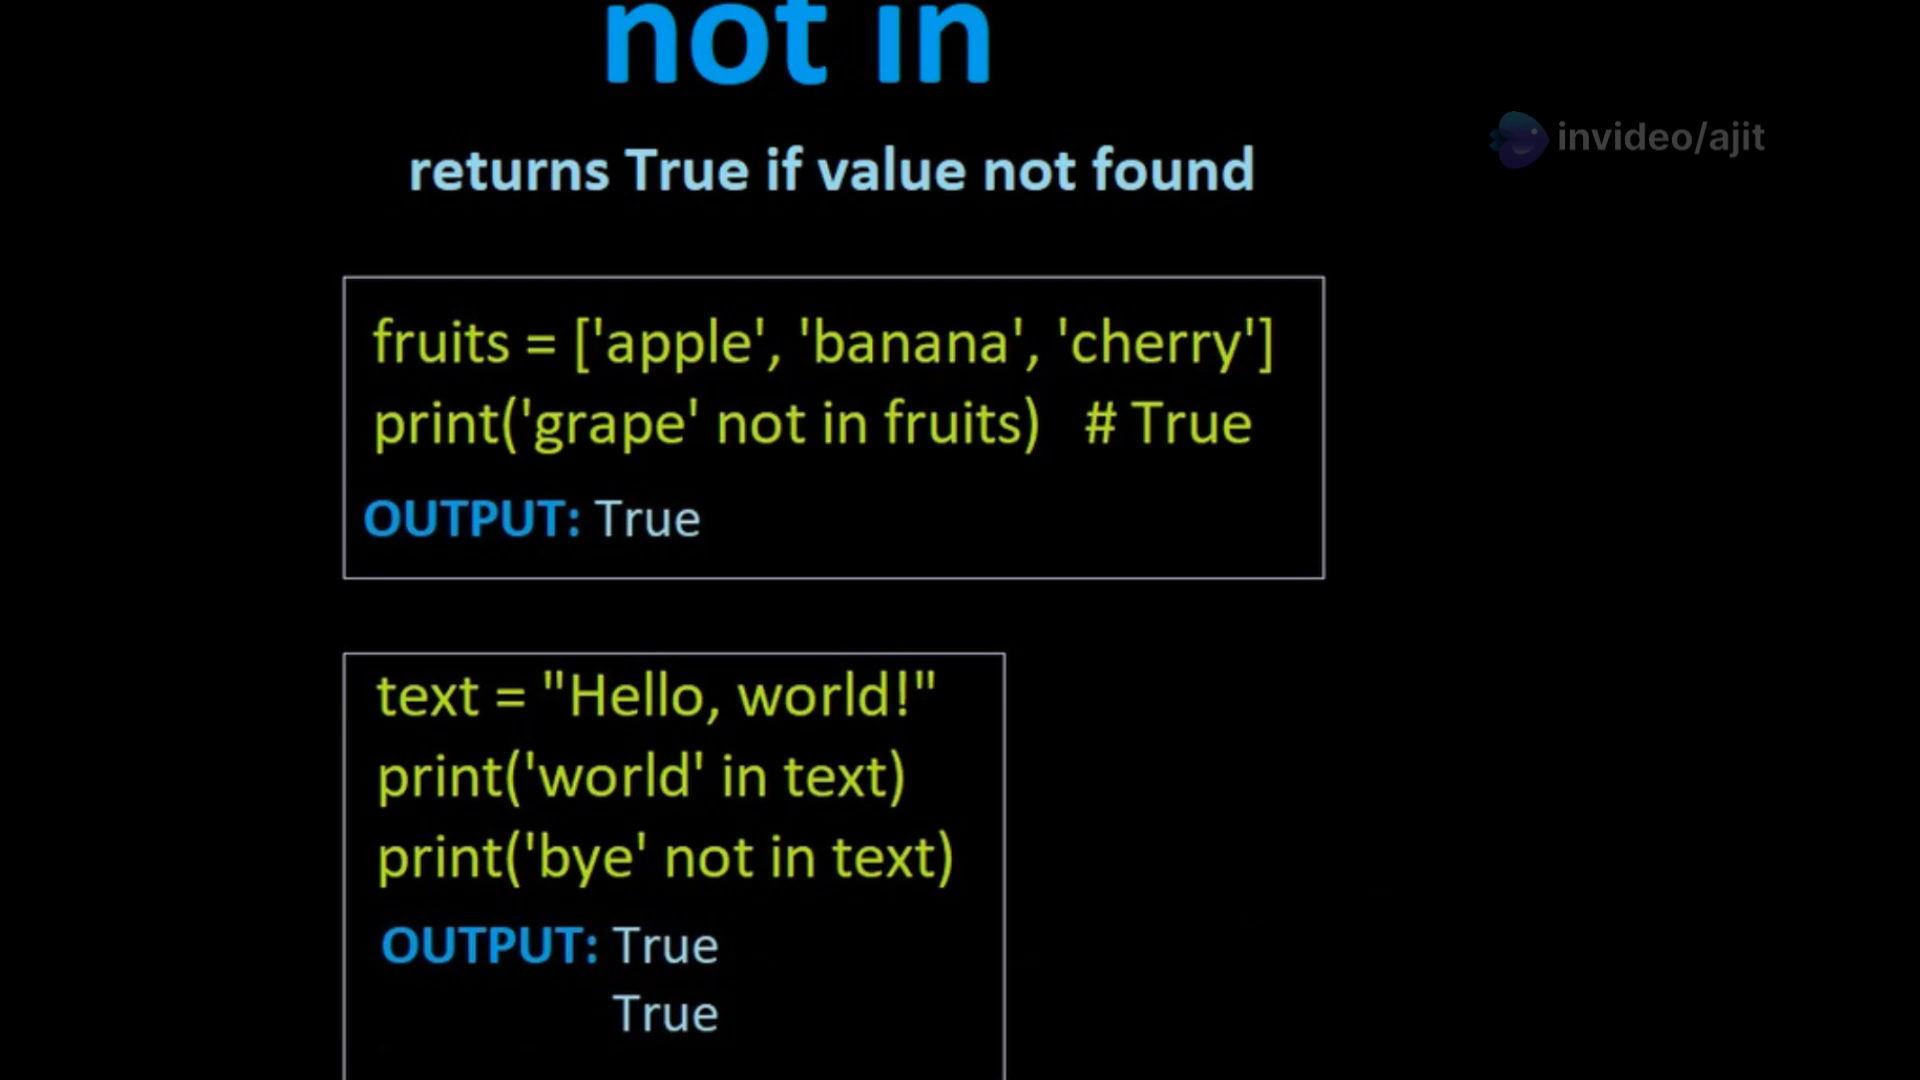 not in
returns True if value not found
invideo/ajit
fruits = ['apple', 'banana', 'cherry']
print('grape' not in fruits)   # True
OUTPUT: True
text = "Hello, world!"
print('world' in text)
print('bye' not in text)
OUTPUT: True
True